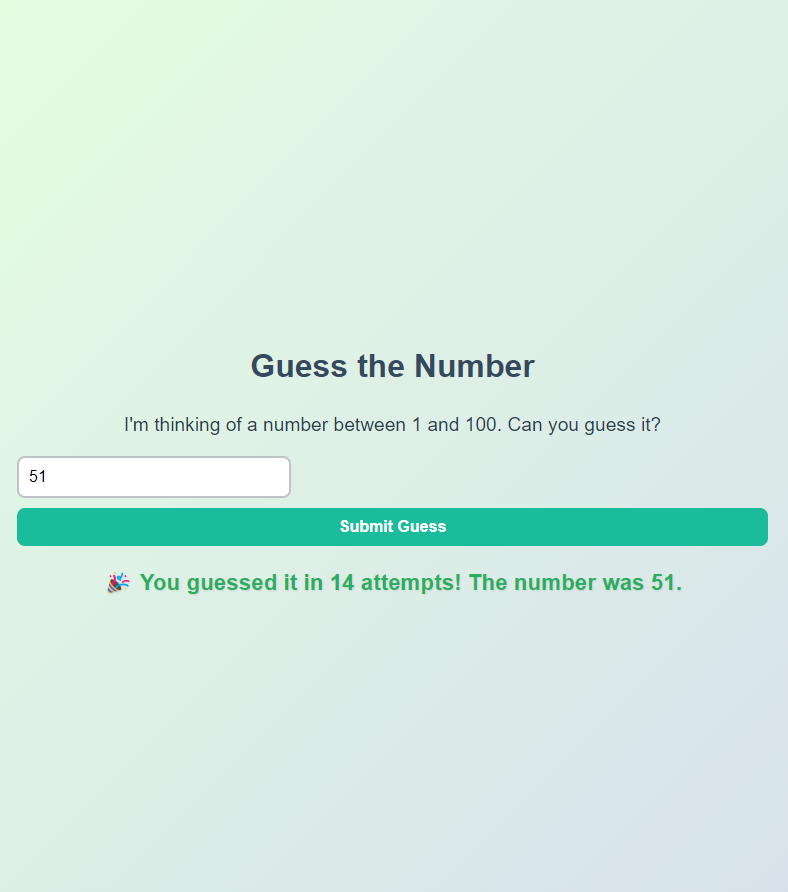 Guess the Number
I'm thinking of a number between 1 and 100. Can you guess it?
51
Submit Guess
🎉 You guessed it in 14 attempts! The number was 51.